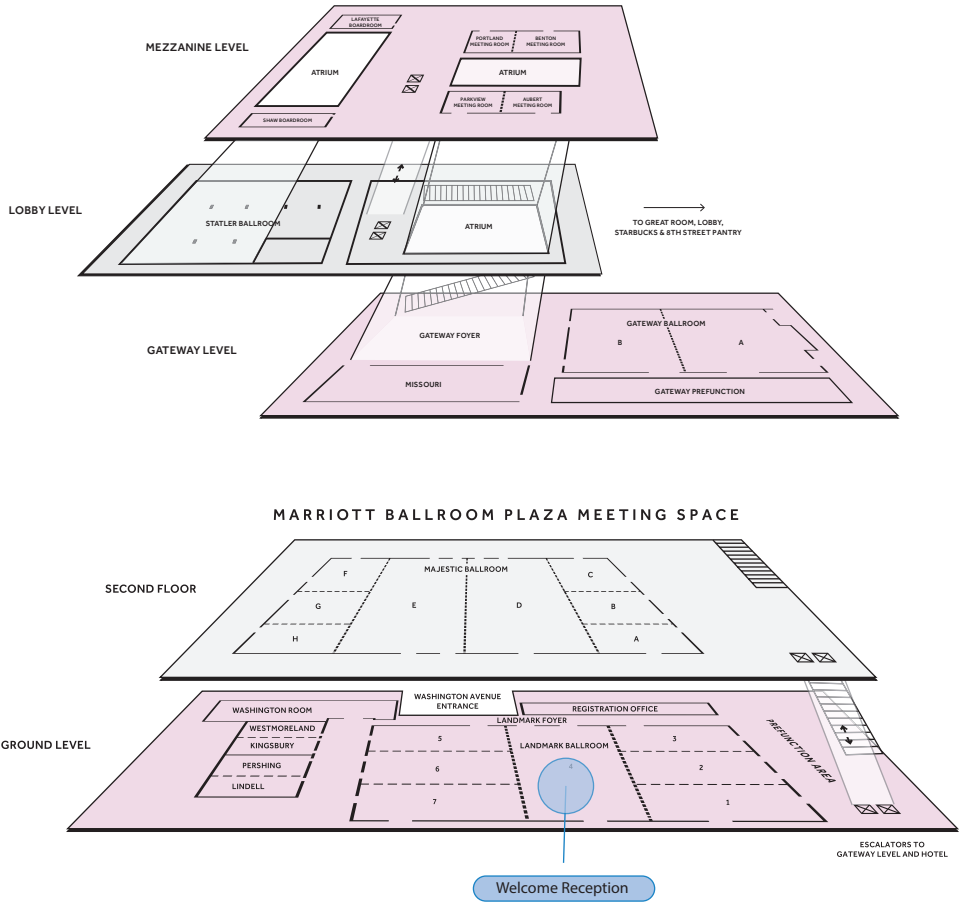 LAFAYETTE
BOARDROOM
MEZZANINE LEVEL
PORTLAND
MEETING ROOM
BENTON
MEETING ROOM
ATRIUM
ATRIUM
PARKVIEW
MEETING ROOM
AUBERT
MEETING ROOM
SHAW BOARDROOM
LOBBY LEVEL
STATLER BALLROOM
ATRIUM
TO GREAT ROOM, LOBBY,
STARBUCKS & 8TH STREET PANTRY
GATEWAY LEVEL
GATEWAY FOYER
GATEWAY BALLROOM
B
A
MISSOURI
GATEWAY PREFUNCTION
MARRIOTT BALLROOM PLAZA MEETING SPACE
SECOND FLOOR
MAJESTIC BALLROOM
F
C
G
E
D
B
H
A
GROUND LEVEL
WASHINGTON AVENUE
ENTRANCE
WASHINGTON ROOM
REGISTRATION OFFICE
LANDMARK FOYER
WESTMORELAND
KINGSBURY
PERSHING
LINDELL
5
LANDMARK BALLROOM
3
6
4
2
7
1
PREFUNCTION AREA
ESCALATORS TO
GATEWAY LEVEL AND HOTEL
Welcome Reception